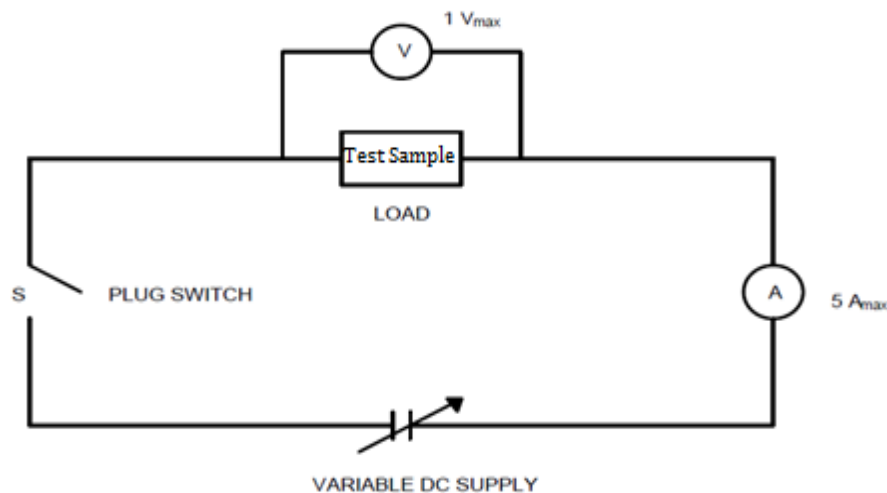 1 Vmax
V
Test Sample
LOAD
S
PLUG SWITCH
A
5 Amax
VARIABLE DC SUPPLY